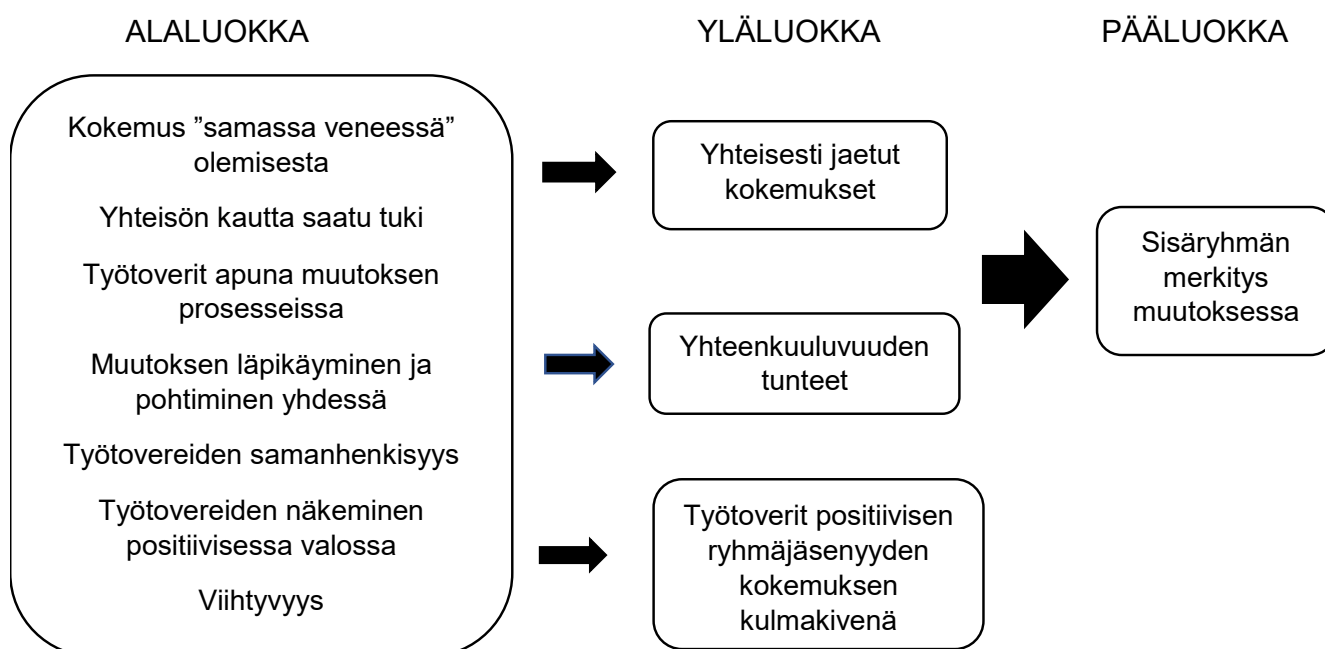 ALALUOKKA
YLÄLUOKKA
PÄÄLUOKKA
Kokemus ”samassa veneessä”
olemisesta
Yhteisön kautta saatu tuki
Työtoverit apuna muutoksen
prosesseissa
Muutoksen läpikäyminen ja
pohtiminen yhdessä
Työtovereiden samanhenkisyys
Työtovereiden näkeminen
positiivisessa valossa
Viihtyvyys
Yhteisesti jaetut
kokemukset
Yhteenkuuluvuuden
tunteet
Työtoverit positiivisen
ryhmäjäsenyyden
kokemuksen
kulmakivenä
Sisäryhmän
merkitys
muutoksessa